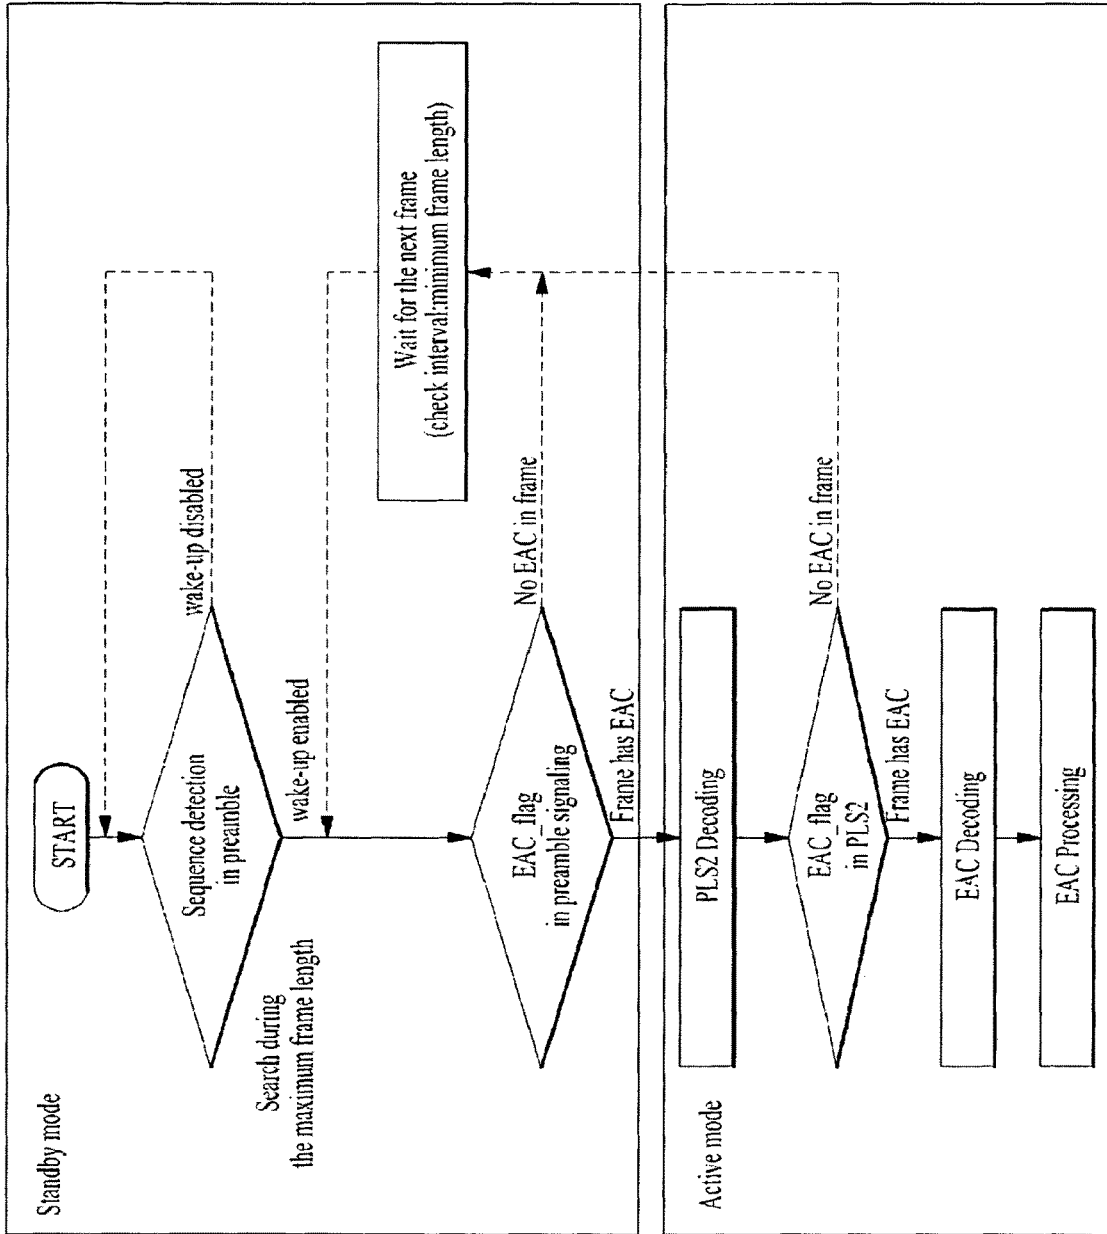 Standby mode
START
Sequence detection
in preamble
wake-up disabled
Search during
the maximum frame length
wake-up enabled
Wait for the next frame
(check interval:minimum frame length)
EAC_flag
in preamble signaling
No EAC in frame
Frame has EAC
Active mode
PLS2 Decoding
EAC_flag
in PLS2
No EAC in frame
Frame has EAC
EAC Decoding
EAC Processing